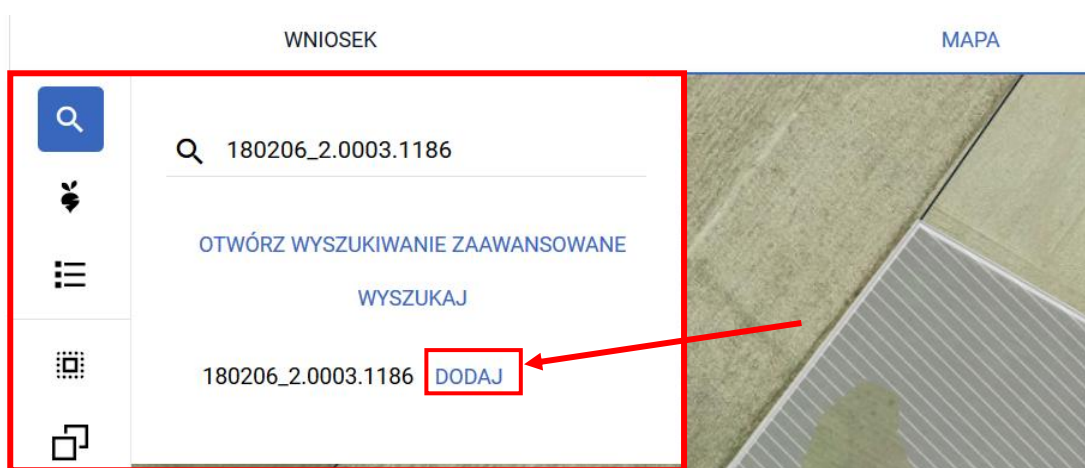 WNIOSEK MAPA
180206_2.0003.1186
OTWÓRZ WYSZUKIWANIE ZAAWANSOWANE
WYSZUKAJ
180206_2.0003.1186 DODAJ